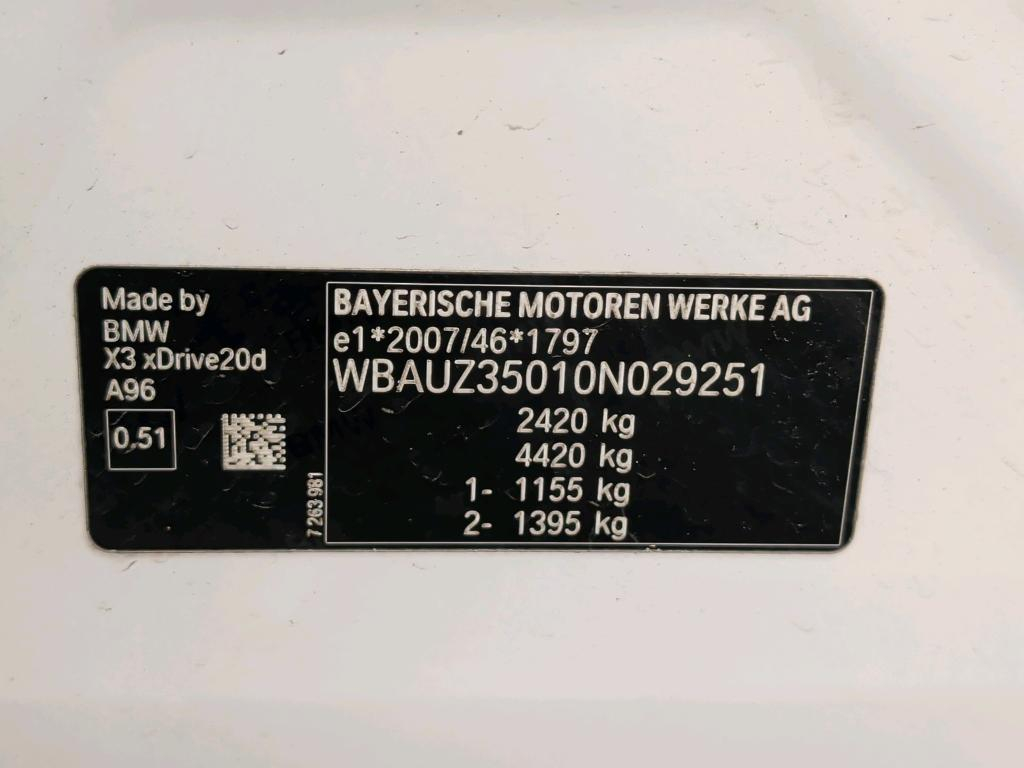 Made by
BMW
X3 xDrive20d
A96
0.51
7 263 981
BAYERISCHE MOTOREN WERKE AG
e1*2007/46*1797
WBAUZ35010N029251
2420 kg
4420 kg
1- 1155 kg
2- 1395 kg